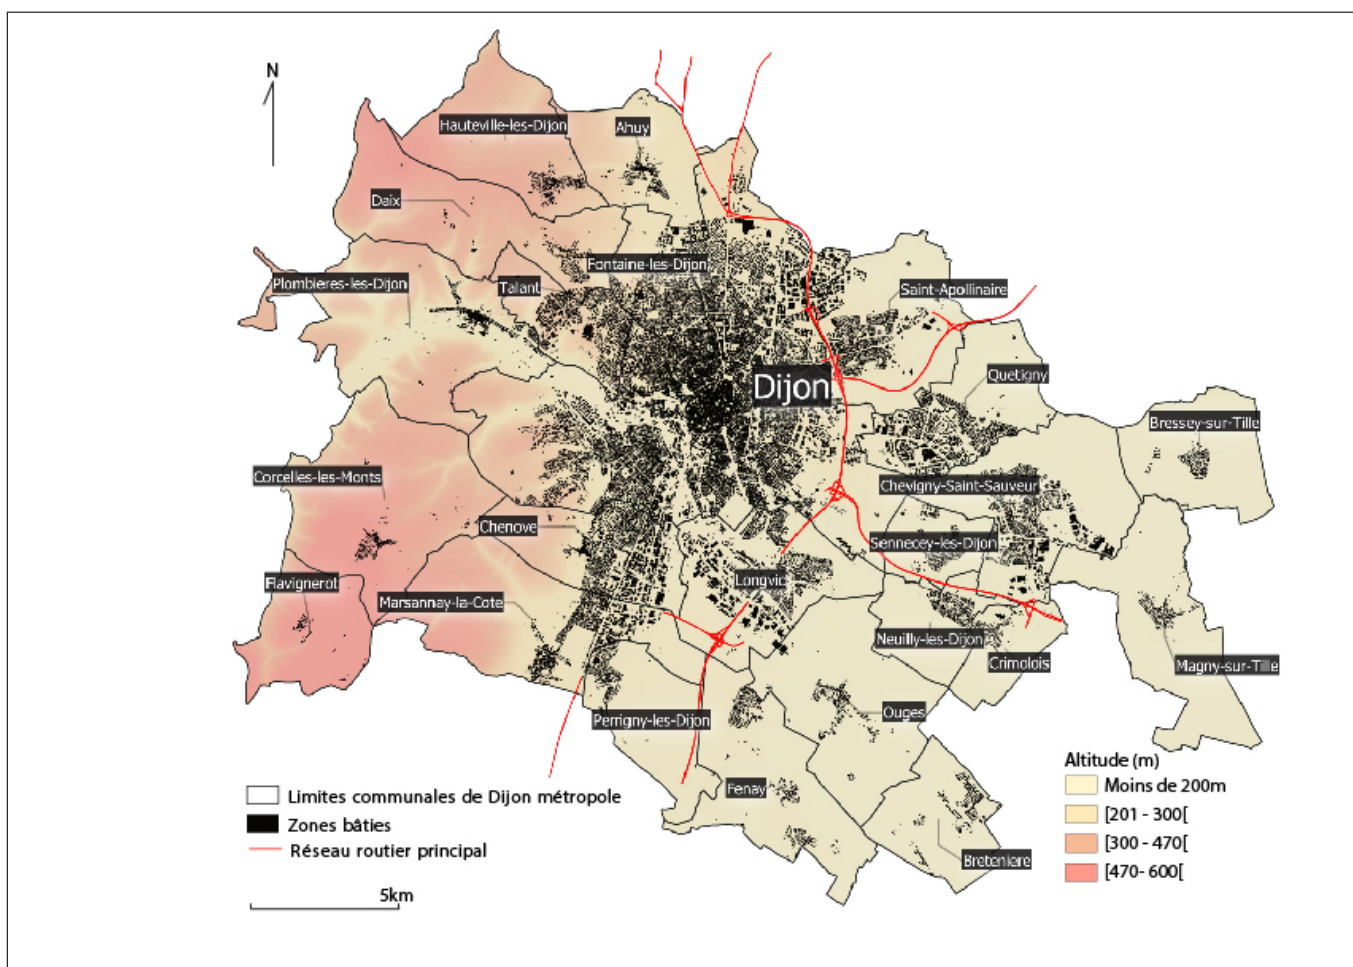 N
Hauteville-les-Dijon
Ahuy
Daix
Fontaine-les-Dijon
Plombieres-les-Dijon
Talant
Saint-Apollinaire
Dijon
Quetigny
Bressey-sur-Tille
Corcelles-les-Monts
Chevigny-Saint-Sauveur
Chenove
Sennecey-les-Dijon
Flavignerot
Longvic
Marsannay-la-Cote
Neuilly-les-Dijon
Crimolois
Magny-sur-Tille
Ouges
Perrigny-les-Dijon
Fenay
Breteniere
Limites communales de Dijon métropole
Zones bâties
Réseau routier principal
5km
Altitude (m)
Moins de 200m
[201 - 300[
[300 - 470[
[470- 600[